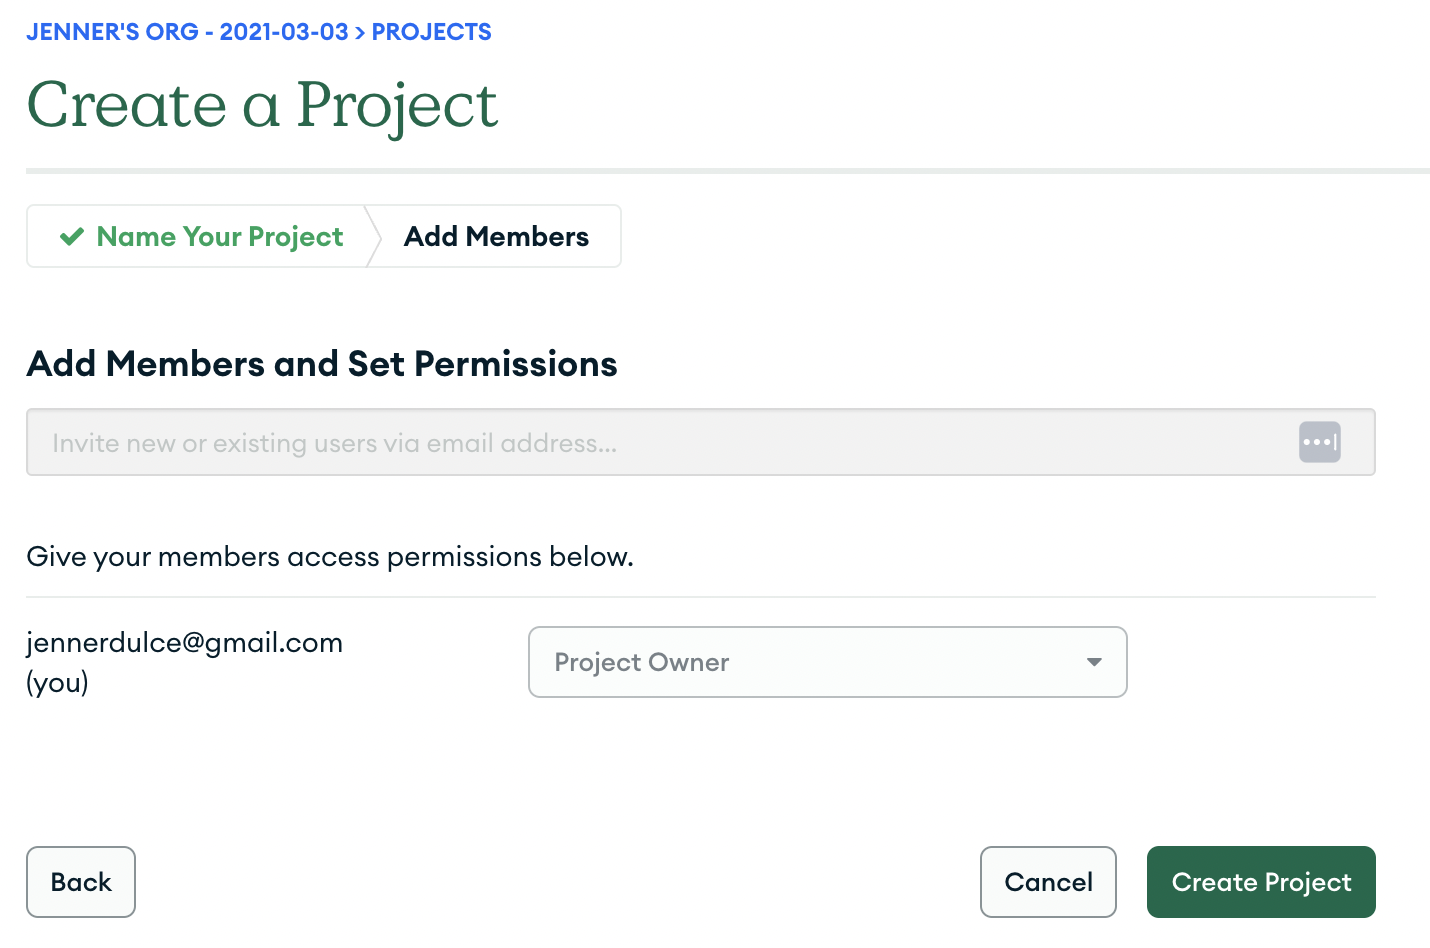 JENNER'S ORG - 2021-03-03 > PROJECTS
Create a Project
Name Your Project
Add Members
Add Members and Set Permissions
Invite new or existing users via email address...
Give your members access permissions below.
jennerdulce@gmail.com
(you)
Project Owner
Back
Cancel
Create Project